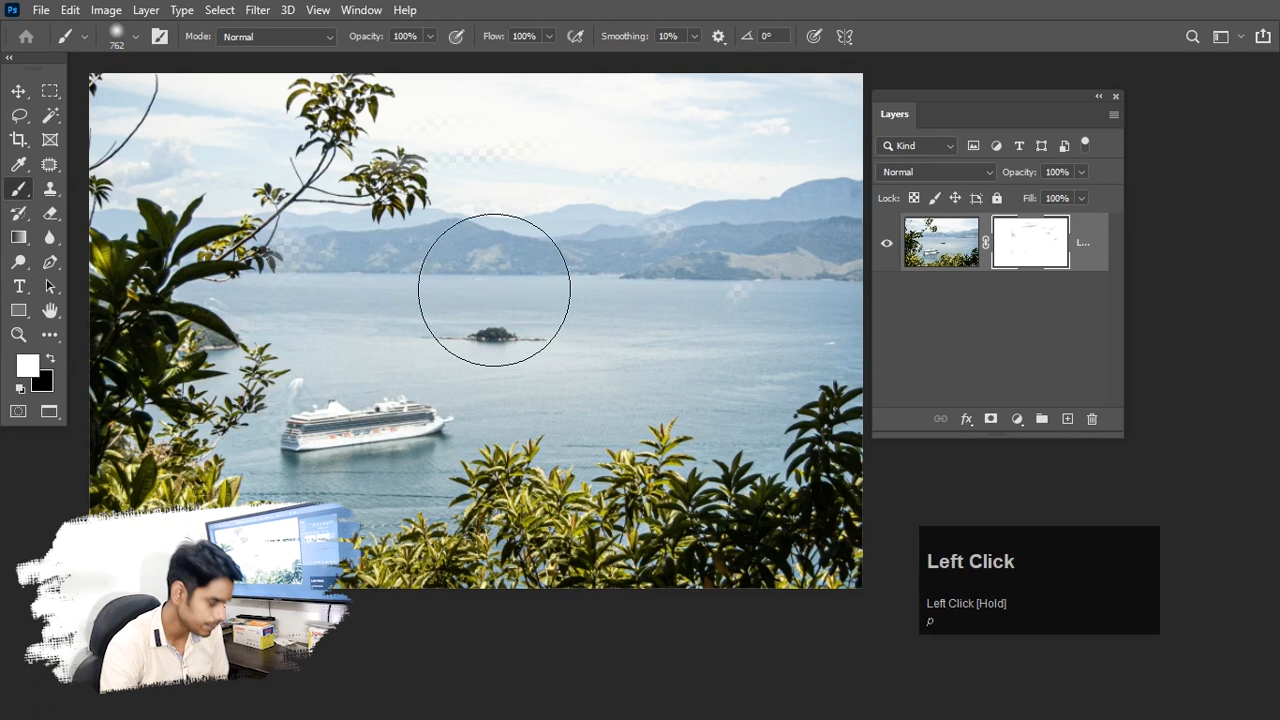 Ps File Edit Image Layer Type Select Filter 3D View Window Help
762 Mode: Normal Opacity: 100% Flow: 100% Smoothing: 10% 0°
Layers
Kind
Normal Opacity: 100%
Lock: Fill: 100%
L...
fx
Left Click
Left Click [Hold]
p